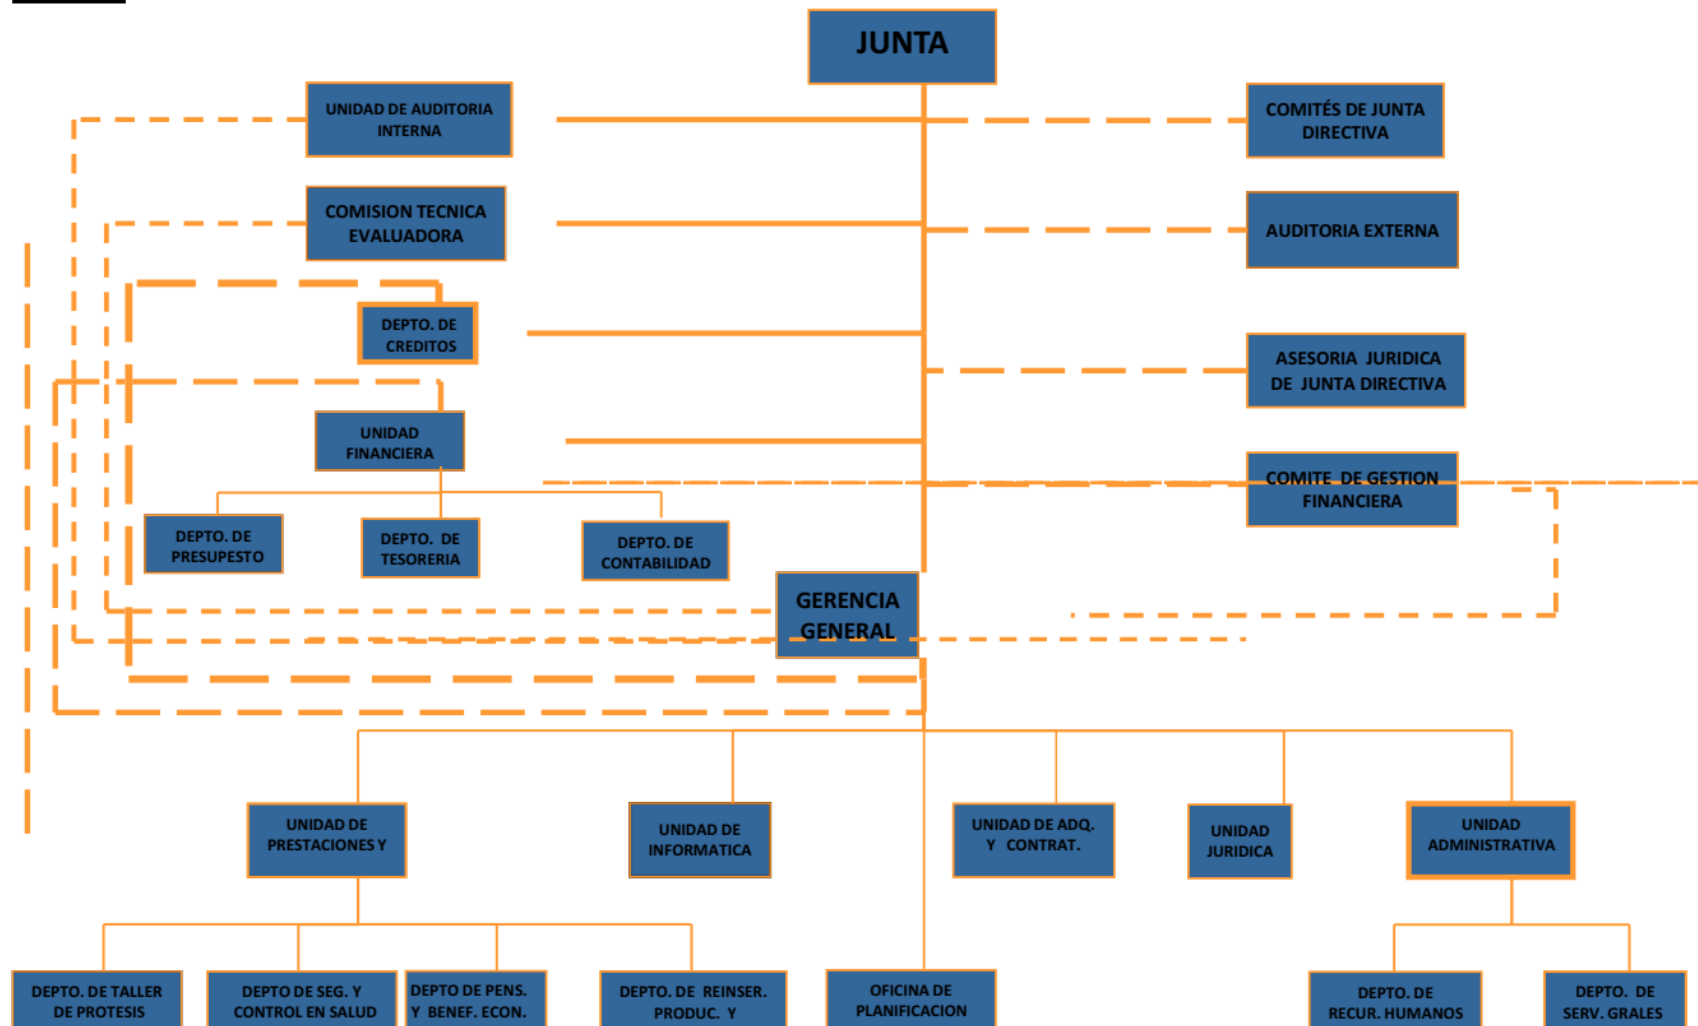 JUNTA
UNIDAD DE AUDITORIA
INTERNA
COMITÉS DE JUNTA
DIRECTIVA
COMISION TECNICA
EVALUADORA
AUDITORIA EXTERNA
DEPTO. DE
CREDITOS
ASESORIA JURIDICA
DE JUNTA DIRECTIVA
UNIDAD
FINANCIERA
COMITE DE GESTION
FINANCIERA
DEPTO. DE
PRESUPESTO
DEPTO. DE
TESORERIA
DEPTO. DE
CONTABILIDAD
GERENCIA
GENERAL
UNIDAD DE
PRESTACIONES Y
UNIDAD DE
INFORMATICA
UNIDAD DE ADQ.
Y CONTRAT.
UNIDAD
JURIDICA
UNIDAD
ADMINISTRATIVA
DEPTO. DE TALLER
DE PROTESIS
DEPTO DE SEG. Y
CONTROL EN SALUD
DEPTO DE PENS.
Y BENEF. ECON.
DEPTO. DE REINSER.
PRODUC. Y
OFICINA DE
PLANIFICACION
DEPTO. DE
RECUR. HUMANOS
DEPTO. DE
SERV. GRALES